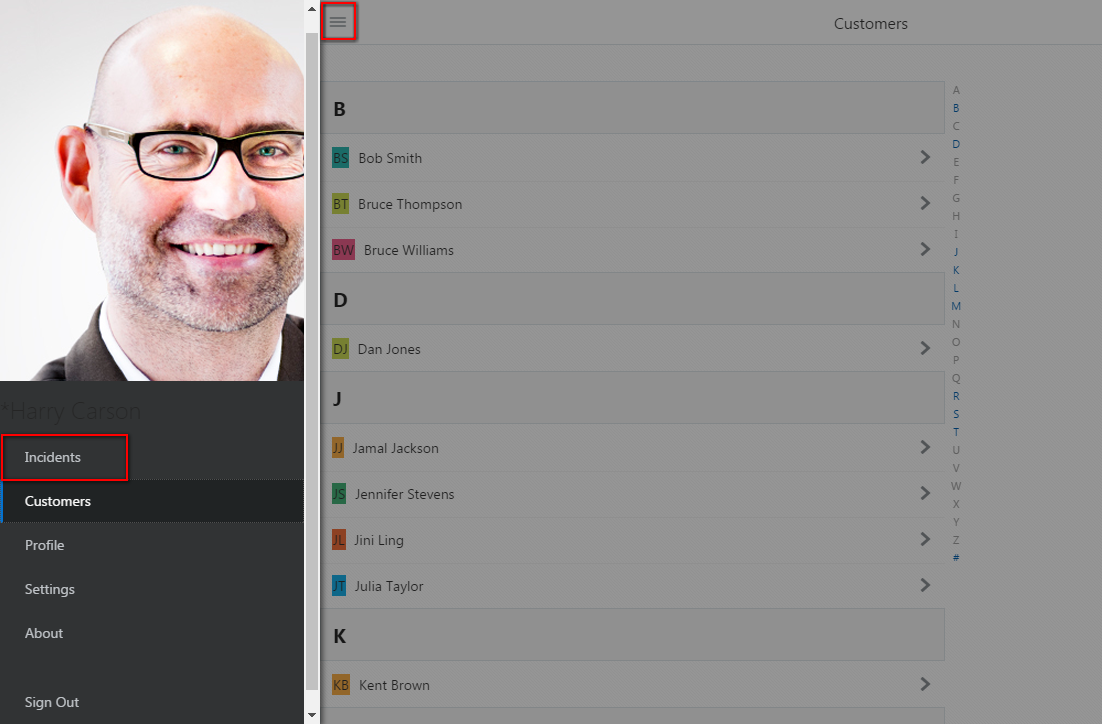 *Harry Carson
Incidents
Customers
Profile
Settings
About
Sign Out
Customers
B
BS Bob Smith
BT Bruce Thompson
BW Bruce Williams
D
DJ Dan Jones
J
JJ Jamal Jackson
JS Jennifer Stevens
JL Jini Ling
JT Julia Taylor
K
KB Kent Brown
A
B
C
D
E
F
G
H
I
J
K
L
M
N
O
P
Q
R
S
T
U
V
W
X
Y
Z
#